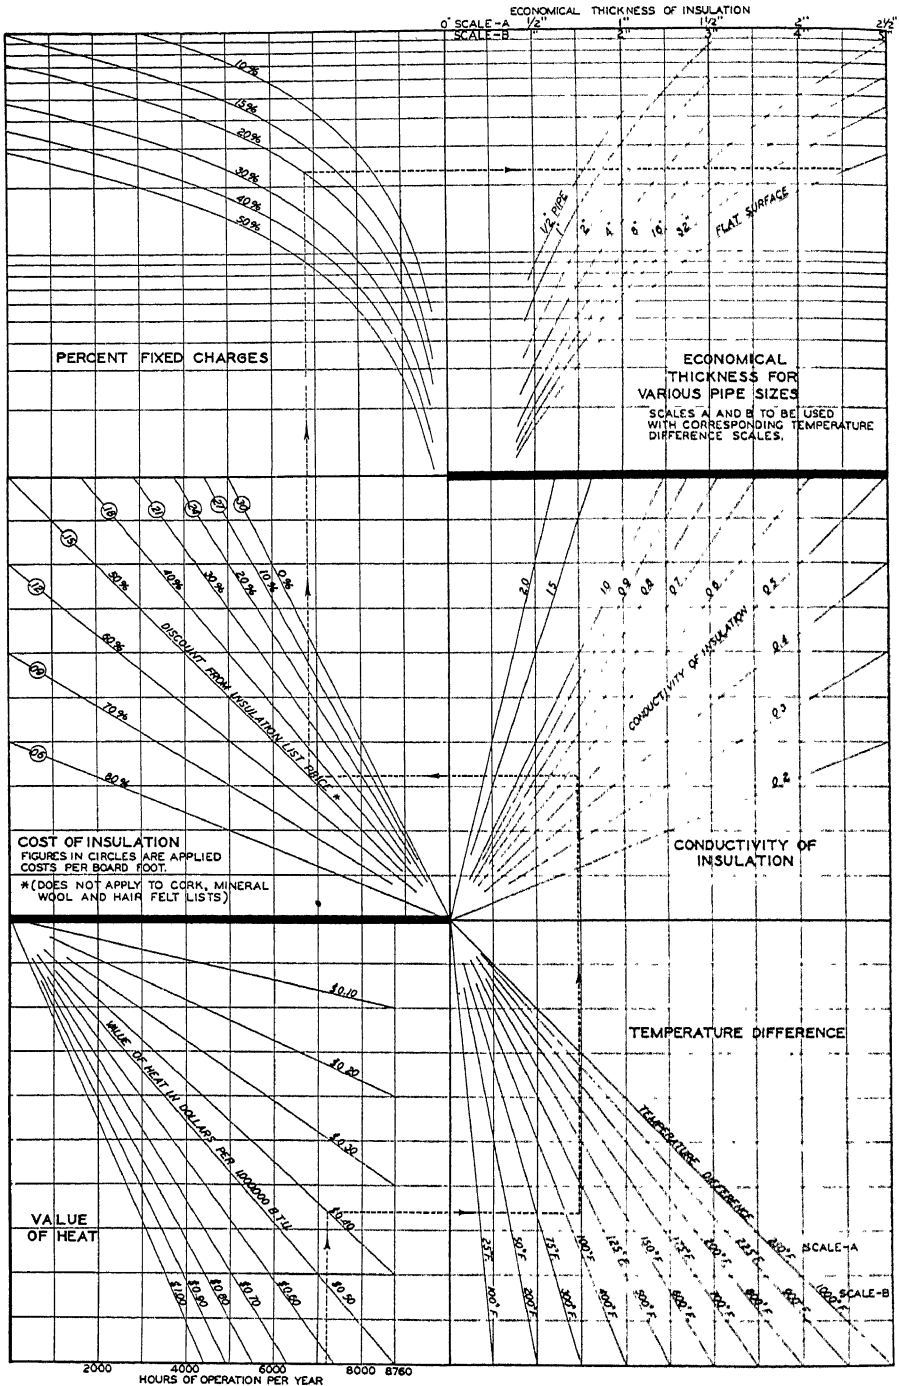 ECONOMICAL THICKNESS OF INSULATION
0" SCALE-A 1/2" 1" 1 1/2" 2" 2 1/2"
SCALE-B
10%
15%
20%
30%
40%
50%
1/2" PIPE
1"
2"
4"
8"
16"
32"
FLAT SURFACE
PERCENT FIXED CHARGES
ECONOMICAL
THICKNESS FOR
VARIOUS PIPE SIZES
SCALES A AND B TO BE USED
WITH CORRESPONDING TEMPERATURE
DIFFERENCE SCALES.
.30
.27
.24
.21
.18
.15
.12
.09
.06
0%
10%
20%
30%
40%
50%
60%
70%
80%
DISCOUNT FROM INSULATION LIST PRICE *
COST OF INSULATION
FIGURES IN CIRCLES ARE APPLIED
COSTS PER BOARD FOOT.
*(DOES NOT APPLY TO CORK, MINERAL
WOOL AND HAIR FELT LISTS)
2.0
1.5
1.0
0.9
0.8
0.7
0.6
0.5
0.4
0.3
0.2
CONDUCTIVITY OF INSULATION
CONDUCTIVITY OF
INSULATION
$0.10
$0.20
$0.30
$0.40
$0.50
$0.60
$0.70
$0.80
$0.90
$1.00
VALUE OF HEAT IN DOLLARS PER 1000000 B.T.U.
VALUE
OF HEAT
TEMPERATURE DIFFERENCE
TEMPERATURE DIFFERENCE
25°F. 50°F. 75°F. 100°F. 125°F. 150°F. 175°F. 200°F. 225°F. 250°F. SCALE-A
100°F. 200°F. 300°F. 400°F. 500°F. 600°F. 700°F. 800°F. 900°F. 1000°F. SCALE-B
2000 4000 6000 8000 8760
HOURS OF OPERATION PER YEAR